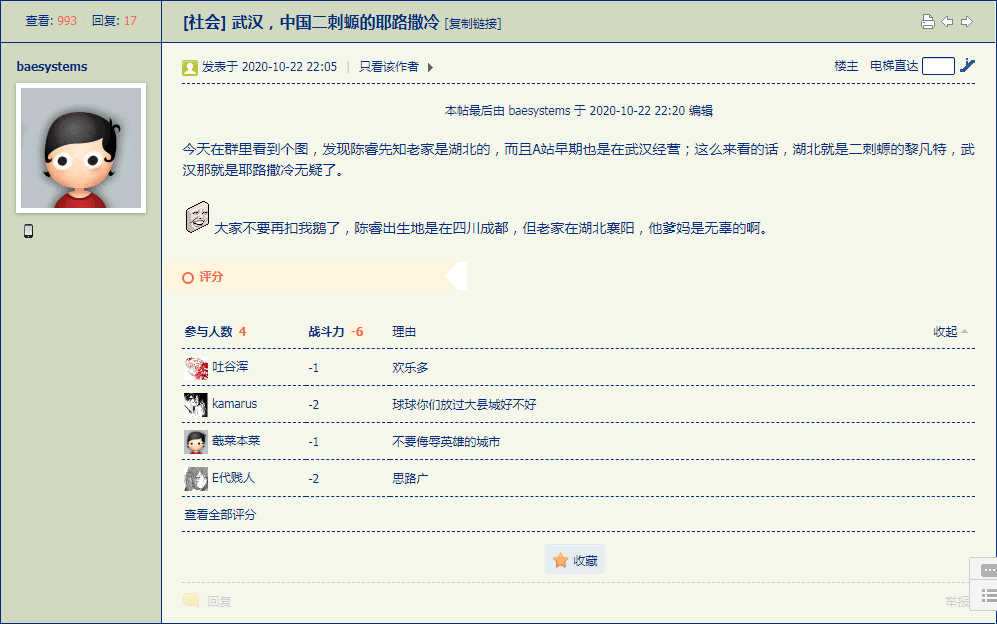 查看: 993 | 回复: 17
[社会] 武汉，中国二刺螈的耶路撒冷 [复制链接]
baesystems
发表于 2020-10-22 22:05 | 只看该作者
楼主 电梯直达
本帖最后由 baesystems 于 2020-10-22 22:20 编辑
今天在群里看到个图，发现陈睿先知老家是湖北的，而且A站早期也是在武汉经营；这么来看的话，湖北就是二刺螈的黎凡特，武
汉那就是耶路撒冷无疑了。
大家不要再扣我鹅了，陈睿出生地是在四川成都，但老家在湖北襄阳，他爹妈是无辜的啊。
评分
参与人数 4 战斗力 -6 理由 收起
吐谷浑 -1 欢乐多
kamarus -2 球球你们放过大县城好不好
蕺菜本菜 -1 不要侮辱英雄的城市
E代贱人 -2 思路广
查看全部评分
收藏
回复 举报